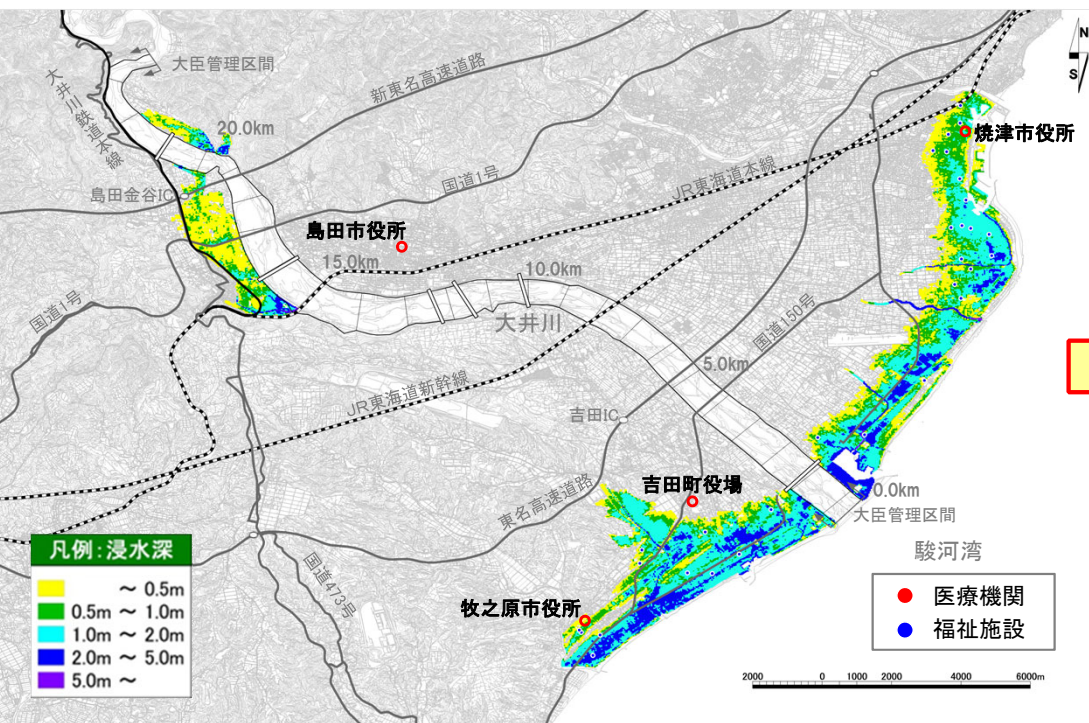 N
S
大臣管理区間
大井川鉄道本線
新東名高速道路
20.0km
焼津市役所
JR東海道本線
国道1号
島田金谷IC
島田市役所
15.0km
10.0km
国道1号
大井川
国道150号
5.0km
JR東海道新幹線
吉田IC
吉田町役場
東名高速道路
0.0km
大臣管理区間
駿河湾
国道473号
牧之原市役所
凡例：浸水深
～ 0.5m
0.5m ～ 1.0m
1.0m ～ 2.0m
2.0m ～ 5.0m
5.0m ～
医療機関
福祉施設
2000 0 1000 2000 4000 6000m